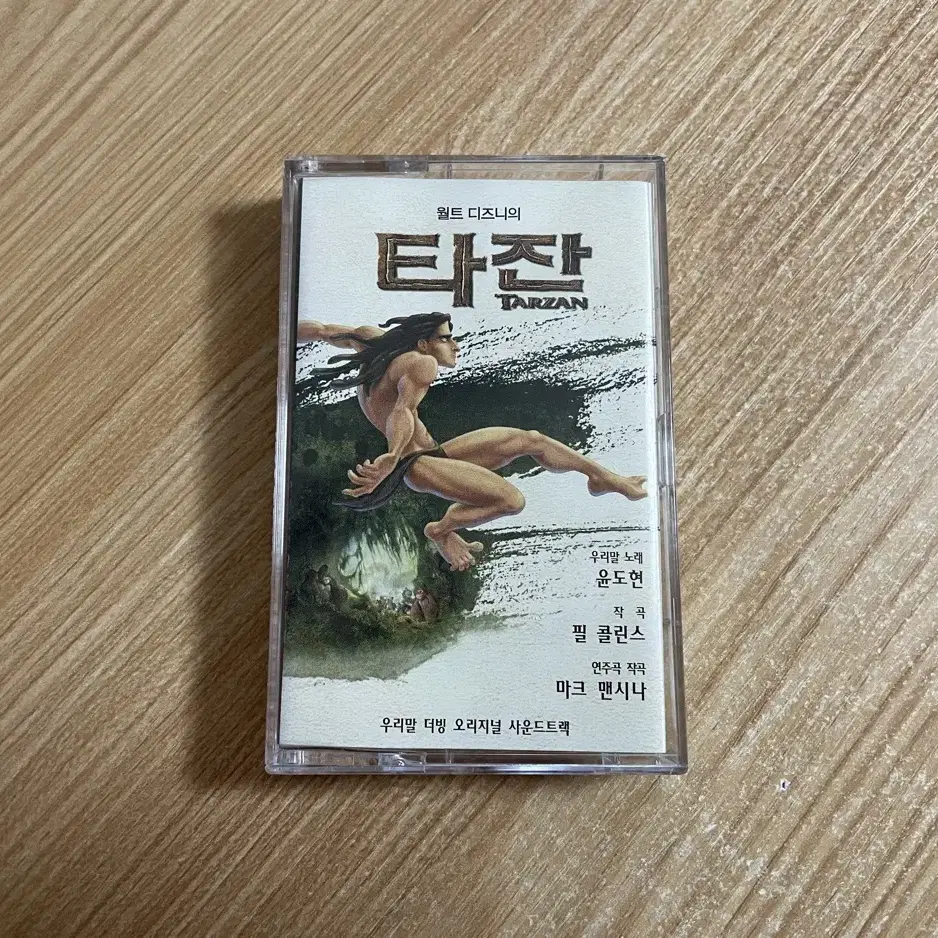 월트 디즈니의
타잔
TARZAN
우리말 노래
윤도현
작 곡
필 콜린스
연주곡 작곡
마크 맨시나
우리말 더빙 오리지널 사운드트랙